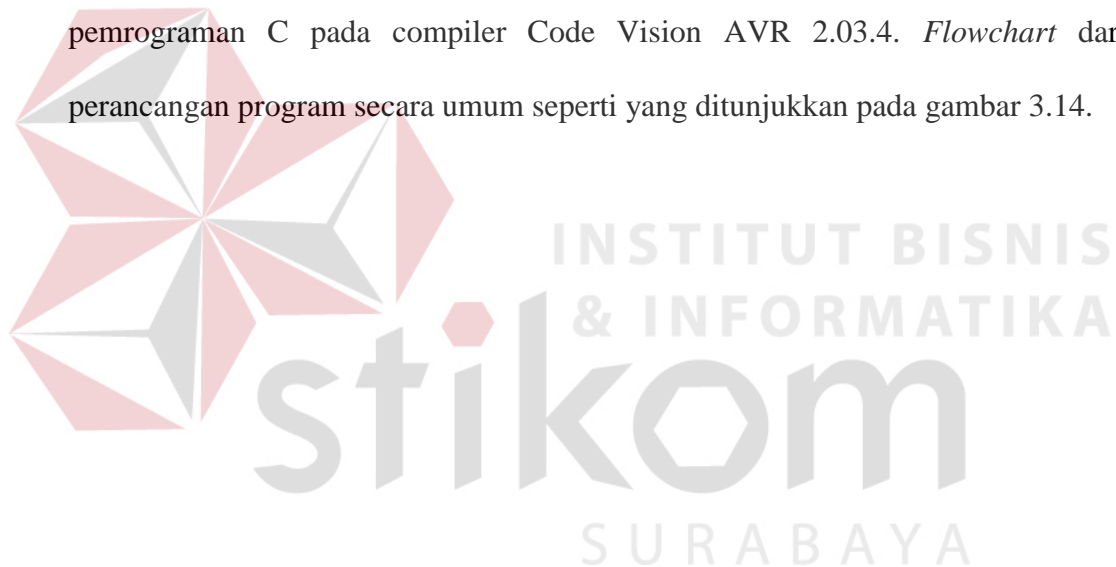 pemrograman C pada compiler Code Vision AVR 2.03.4. Flowchart dar
perancangan program secara umum seperti yang ditunjukkan pada gambar 3.14.
INSTITUT BISNIS
& INFORMATIKA
stikom
SURABAYA